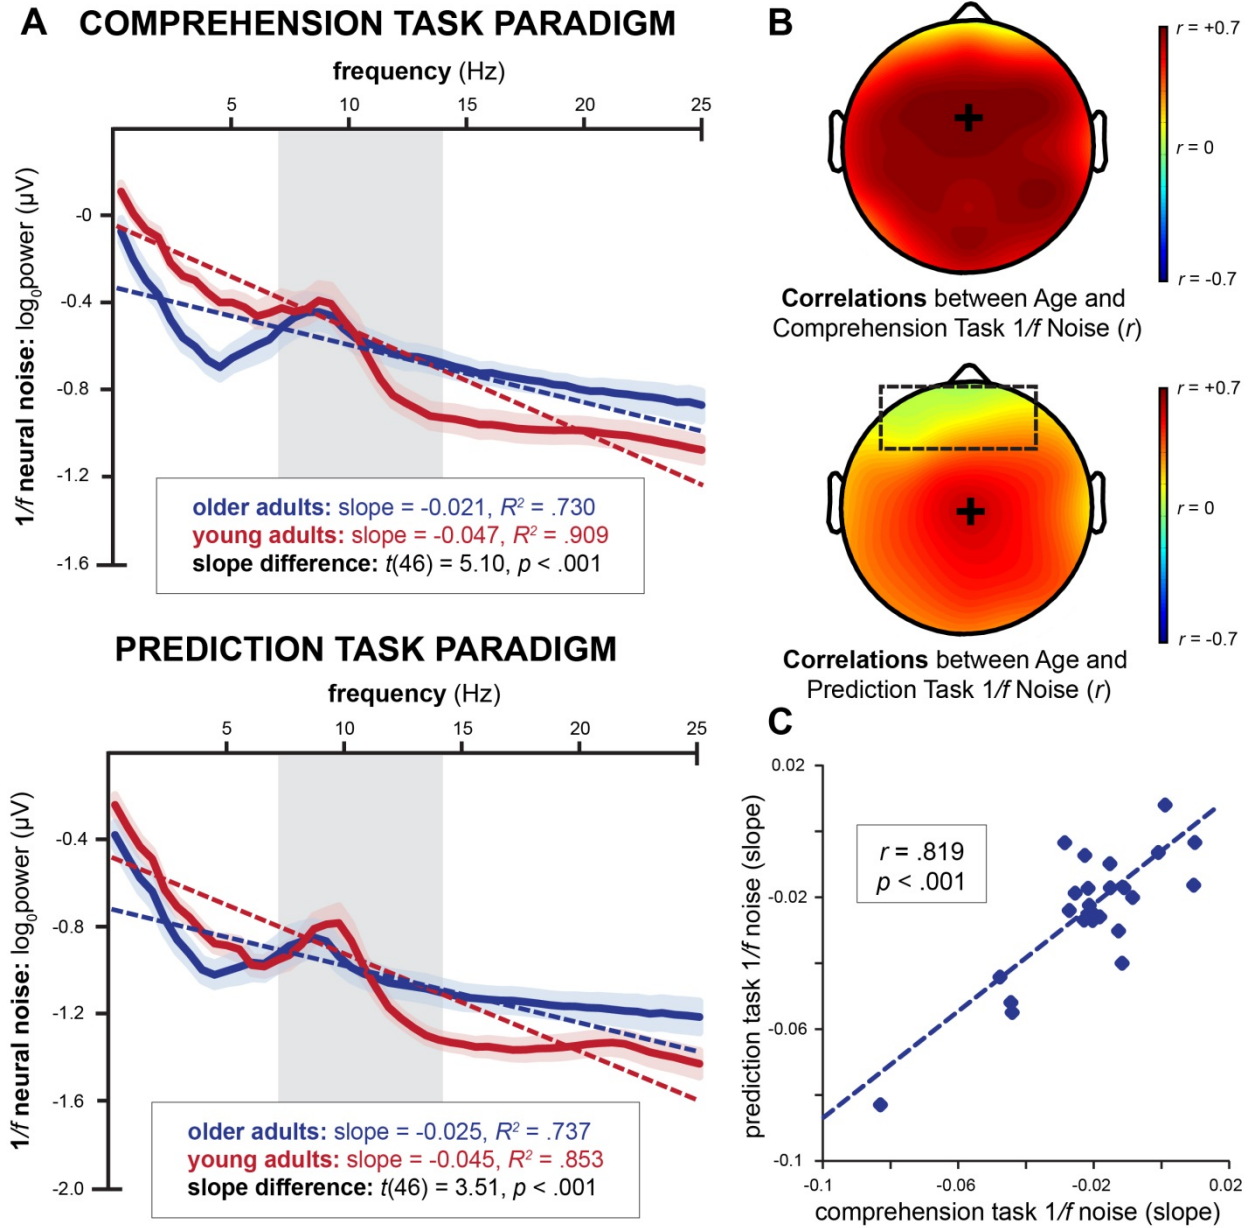 A COMPREHENSION TASK PARADIGM
frequency (Hz)
5 10 15 20 25
1/f neural noise: log₀power (µV)
-0
-0.4
-0.8
-1.2
-1.6
older adults: slope = -0.021, R² = .730
young adults: slope = -0.047, R² = .909
slope difference: t(46) = 5.10, p < .001
PREDICTION TASK PARADIGM
frequency (Hz)
5 10 15 20 25
1/f neural noise: log₀power (µV)
-0.4
-0.8
-1.2
-1.6
-2.0
older adults: slope = -0.025, R² = .737
young adults: slope = -0.045, R² = .853
slope difference: t(46) = 3.51, p < .001
B
r = +0.7
r = 0
r = -0.7
Correlations between Age and
Comprehension Task 1/f Noise (r)
r = +0.7
r = 0
r = -0.7
Correlations between Age and
Prediction Task 1/f Noise (r)
C
prediction task 1/f noise (slope)
0.02
-0.02
-0.06
-0.1
r = .819
p < .001
-0.1 -0.06 -0.02 0.02
comprehension task 1/f noise (slope)